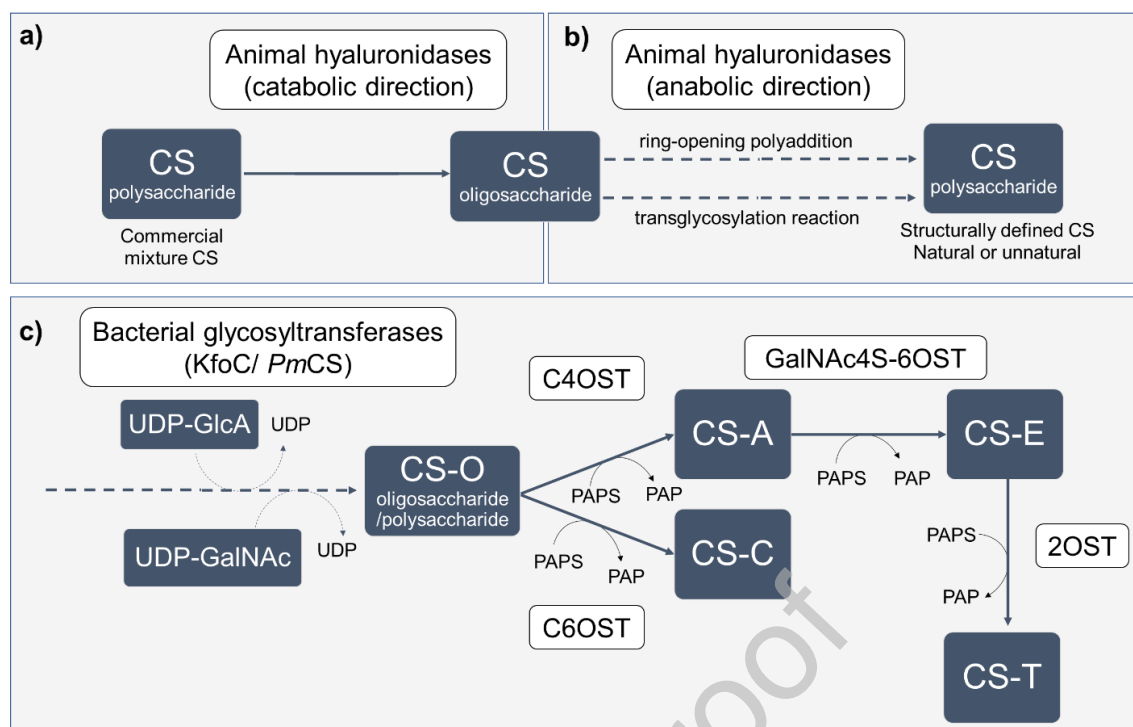 a)
Animal hyaluronidases
(catabolic direction)
CS
polysaccharide
Commercial
mixture CS
CS
oligosaccharide
b)
Animal hyaluronidases
(anabolic direction)
ring-opening polyaddition
transglycosylation reaction
CS
polysaccharide
Structurally defined CS
Natural or unnatural
c)
Bacterial glycosyltransferases
(KfoC/ PmCS)
UDP-GlcA
UDP
UDP-GalNAc
UDP
CS-O
oligosaccharide
/polysaccharide
C4OST
PAPS
PAP
CS-A
PAPS
PAP
C6OST
CS-C
GalNAc4S-6OST
PAPS
PAP
CS-E
PAPS
PAP
2OST
CS-T
roof